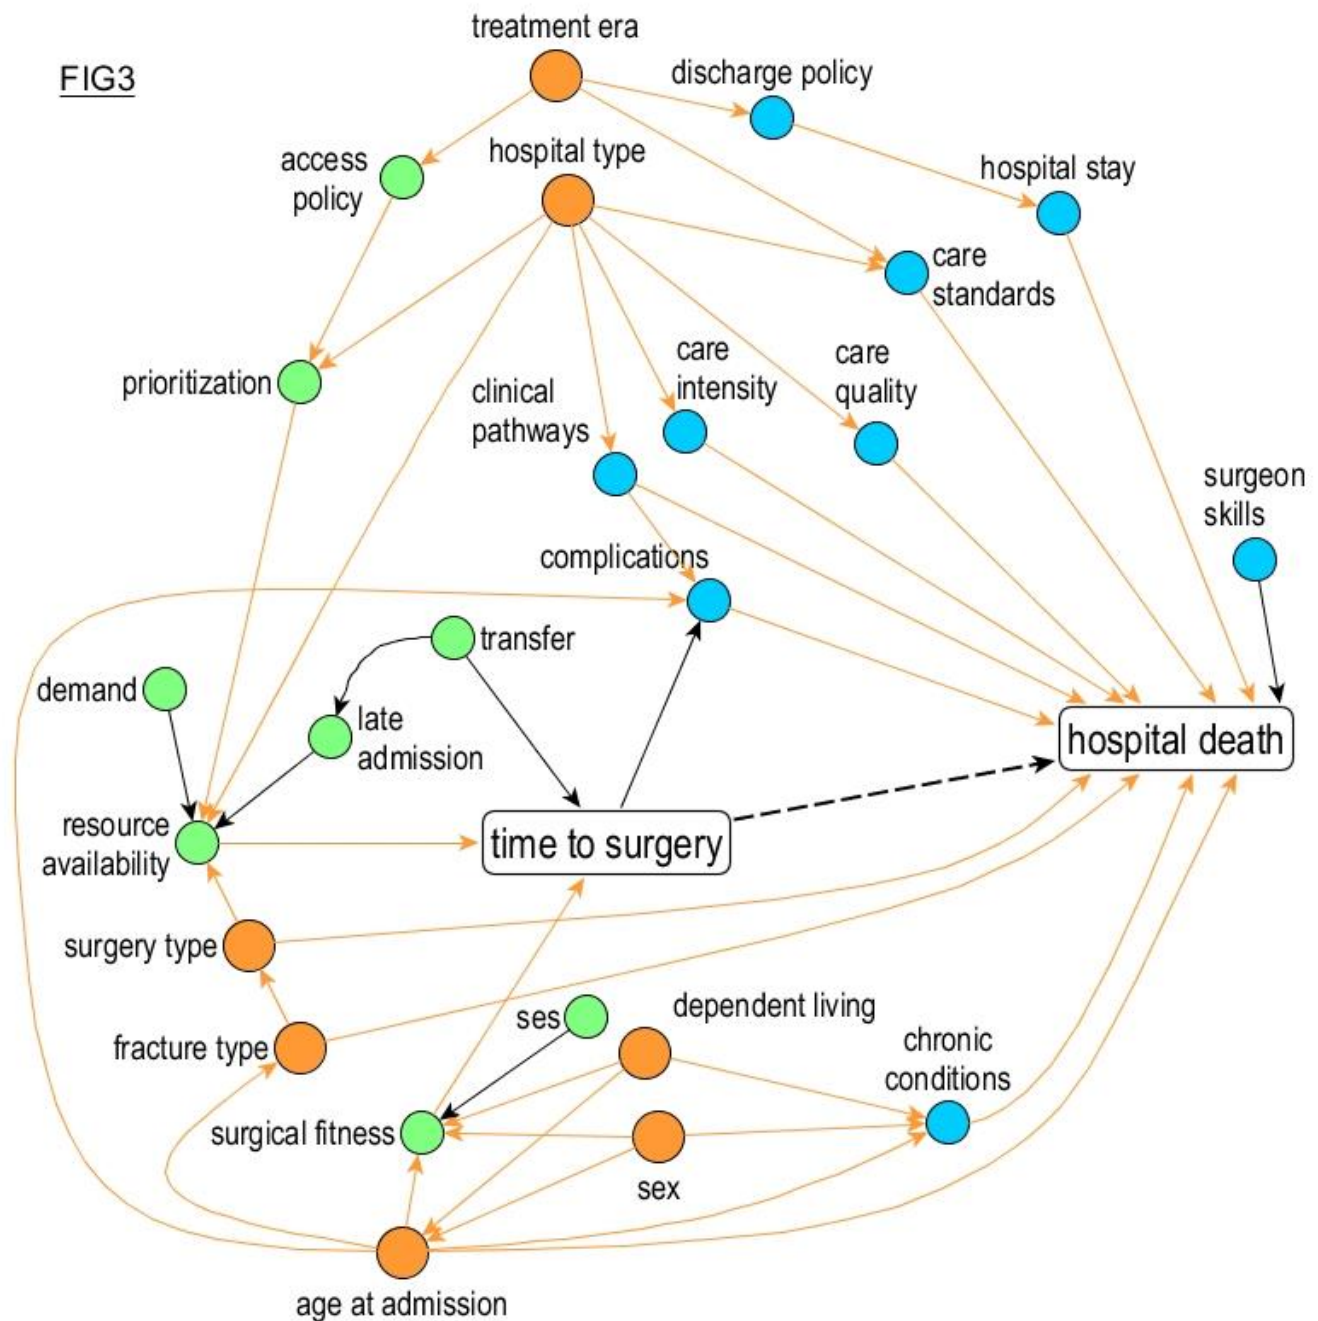 FIG3
treatment era
discharge policy
access
policy
hospital type
hospital stay
care
standards
prioritization
clinical
pathways
care
intensity
care
quality
surgeon
skills
complications
transfer
demand
late
admission
hospital death
resource
availability
time to surgery
surgery type
fracture type
ses
dependent living
chronic
conditions
surgical fitness
sex
age at admission